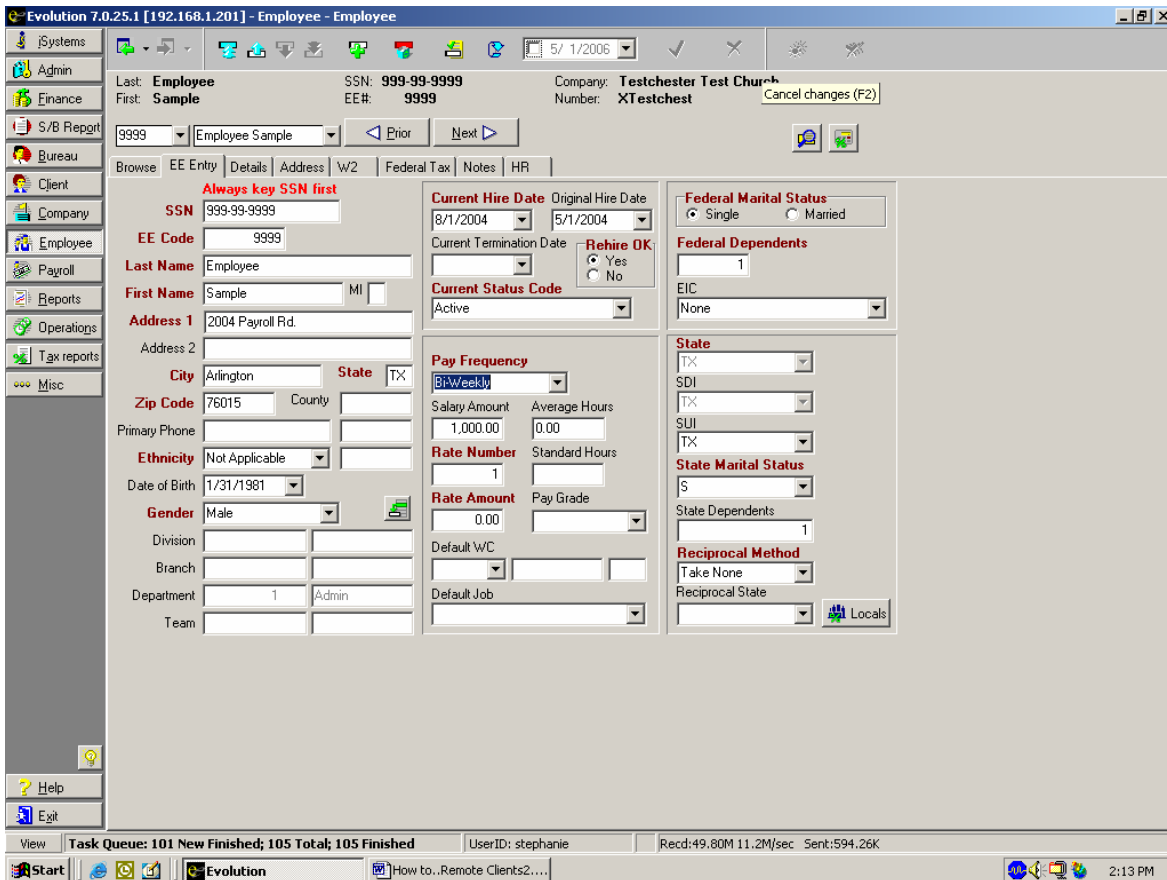 Evolution 7.0.25.1 [192.168.1.201] - Employee - Employee
iSystems
Admin
Finance
S/B Report
Bureau
Client
Company
Employee
Payroll
Reports
Operations
Tax reports
Misc
Help
Exit
5/ 1/2006
Last: Employee SSN: 999-99-9999 Company: Testchester Test Church
First: Sample EE#: 9999 Number: XTestchest
Cancel changes (F2)
9999 Employee Sample Prior Next
Browse EE Entry Details Address W2 Federal Tax Notes HR
Always key SSN first
SSN 999-99-9999
EE Code 9999
Last Name Employee
First Name Sample MI
Address 1 2004 Payroll Rd.
Address 2
City Arlington State TX
Zip Code 76015 County
Primary Phone
Ethnicity Not Applicable
Date of Birth 1/31/1981
Gender Male
Division
Branch
Department 1 Admin
Team
Current Hire Date Original Hire Date
8/1/2004 5/1/2004
Current Termination Date Rehire OK
Yes
No
Current Status Code
Active
Pay Frequency
Bi-Weekly
Salary Amount Average Hours
1,000.00 0.00
Rate Number Standard Hours
1
Rate Amount Pay Grade
0.00
Default WC
Default Job
Federal Marital Status
Single Married
Federal Dependents
1
EIC
None
State
TX
SDI
TX
SUI
TX
State Marital Status
S
State Dependents
1
Reciprocal Method
Take None
Reciprocal State
Locals
View Task Queue: 101 New Finished; 105 Total; 105 Finished UserID: stephanie Recd:49.80M 11.2M/sec Sent:594.26K
Start Evolution How to..Remote Clients2.... 2:13 PM